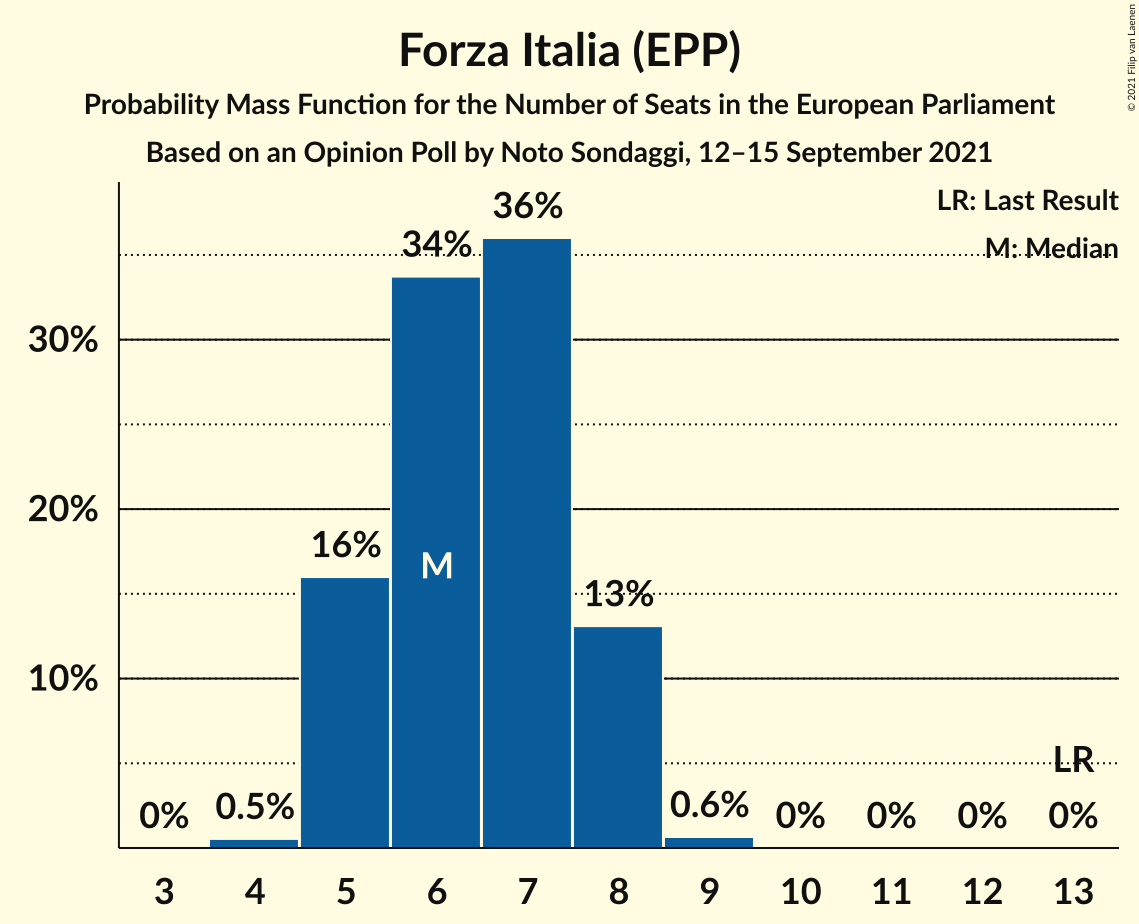 Forza Italia (EPP)
Probability Mass Function for the Number of Seats in the European Parliament
Based on an Opinion Poll by Noto Sondaggi, 12–15 September 2021
© 2021 Filip van Laenen
LR: Last Result
M: Median
36%
34%
30%
20%
16%
M
13%
10%
LR
0%
0.5%
0.6%
0%
0%
0%
0%
3 4 5 6 7 8 9 10 11 12 13